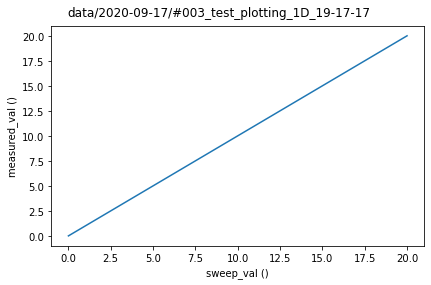 data/2020-09-17/#003_test_plotting_1D_19-17-17
20.0
17.5
15.0
12.5
10.0
7.5
5.0
2.5
0.0
measured_val ()
0.0 2.5 5.0 7.5 10.0 12.5 15.0 17.5 20.0
sweep_val ()